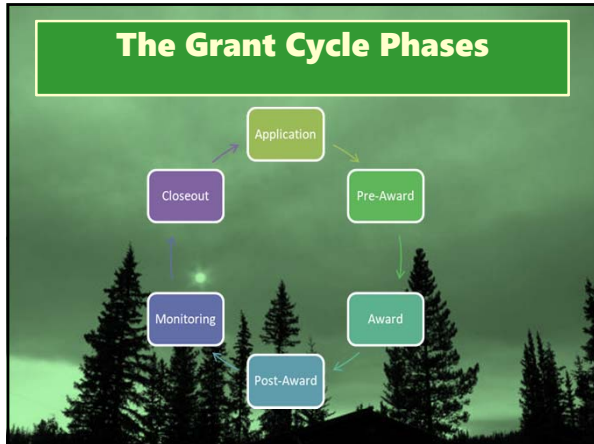 The Grant Cycle Phases
Application
Pre-Award
Award
Post-Award
Monitoring
Closeout